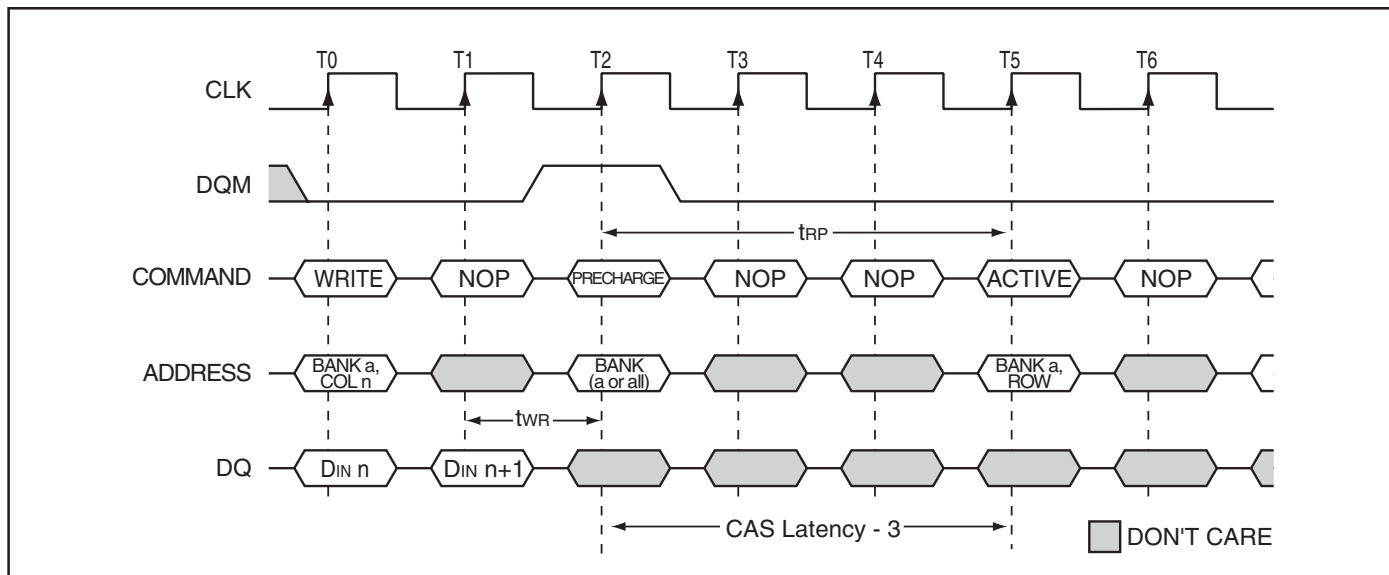 T0 T1 T2 T3 T4 T5 T6
CLK
DQM
tRP
COMMAND WRITE NOP PRECHARGE NOP NOP ACTIVE NOP
ADDRESS
BANK a,
COL n
BANK
(a or all)
BANK a,
ROW
tWR
DQ DIN n DIN n+1
CAS Latency - 3
DON'T CARE